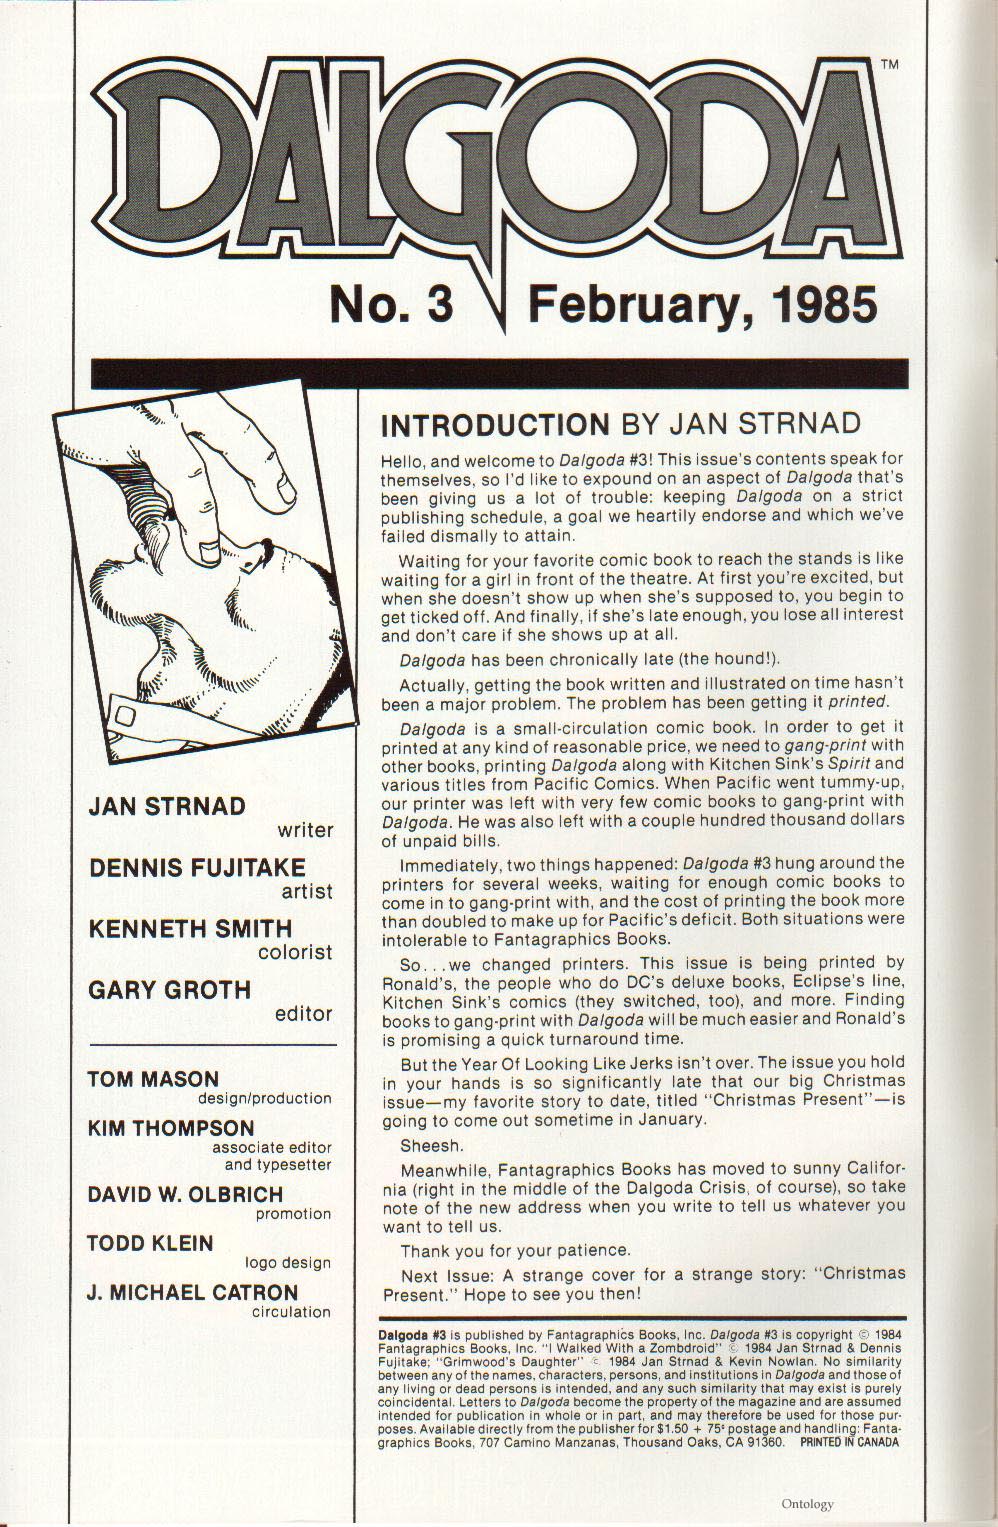 DALGODA
TM
No. 3 February, 1985
INTRODUCTION BY JAN STRNAD
Hello, and welcome to Dalgoda #3! This issue's contents speak for
themselves, so I'd like to expound on an aspect of Dalgoda that's
been giving us a lot of trouble: keeping Dalgoda on a strict
publishing schedule, a goal we heartily endorse and which we've
failed dismally to attain.
Waiting for your favorite comic book to reach the stands is like
waiting for a girl in front of the theatre. At first you're excited, but
when she doesn't show up when she's supposed to, you begin to
get ticked off. And finally, if she's late enough, you lose all interest
and don't care if she shows up at all.
Dalgoda has been chronically late (the hound!).
Actually, getting the book written and illustrated on time hasn't
been a major problem. The problem has been getting it printed.
Dalgoda is a small-circulation comic book. In order to get it
printed at any kind of reasonable price, we need to gang-print with
other books, printing Dalgoda along with Kitchen Sink's Spirit and
various titles from Pacific Comics. When Pacific went tummy-up,
our printer was left with very few comic books to gang-print with
Dalgoda. He was also left with a couple hundred thousand dollars
of unpaid bills.
Immediately, two things happened: Dalgoda #3 hung around the
printers for several weeks, waiting for enough comic books to
come in to gang-print with, and the cost of printing the book more
than doubled to make up for Pacific's deficit. Both situations were
intolerable to Fantagraphics Books.
So...we changed printers. This issue is being printed by
Ronald's, the people who do DC's deluxe books, Eclipse's line,
Kitchen Sink's comics (they switched, too), and more. Finding
books to gang-print with Dalgoda will be much easier and Ronald's
is promising a quick turnaround time.
But the Year Of Looking Like Jerks isn't over. The issue you hold
in your hands is so significantly late that our big Christmas
issue—my favorite story to date, titled "Christmas Present"—is
going to come out sometime in January.
Sheesh.
Meanwhile, Fantagraphics Books has moved to sunny Califor-
nia (right in the middle of the Dalgoda Crisis, of course), so take
note of the new address when you write to tell us whatever you
want to tell us.
Thank you for your patience.
Next Issue: A strange cover for a strange story: "Christmas
Present." Hope to see you then!
JAN STRNAD
writer
DENNIS FUJITAKE
artist
KENNETH SMITH
colorist
GARY GROTH
editor
TOM MASON
design/production
KIM THOMPSON
associate editor
and typesetter
DAVID W. OLBRICH
promotion
TODD KLEIN
logo design
J. MICHAEL CATRON
circulation
Dalgoda #3 is published by Fantagraphics Books, Inc. Dalgoda #3 is copyright © 1984
Fantagraphics Books, Inc. "I Walked With a Zombdroid" © 1984 Jan Strnad & Dennis
Fujitake; "Grimwood's Daughter" © 1984 Jan Strnad & Kevin Nowlan. No similarity
between any of the names, characters, persons, and institutions in Dalgoda and those of
any living or dead persons is intended, and any such similarity that may exist is purely
coincidental. Letters to Dalgoda become the property of the magazine and are assumed
intended for publication in whole or in part, and may therefore be used for those pur-
poses. Available directly from the publisher for $1.50 + 75¢ postage and handling: Fanta-
graphics Books, 707 Camino Manzanas, Thousand Oaks, CA 91360. PRINTED IN CANADA
Ontology